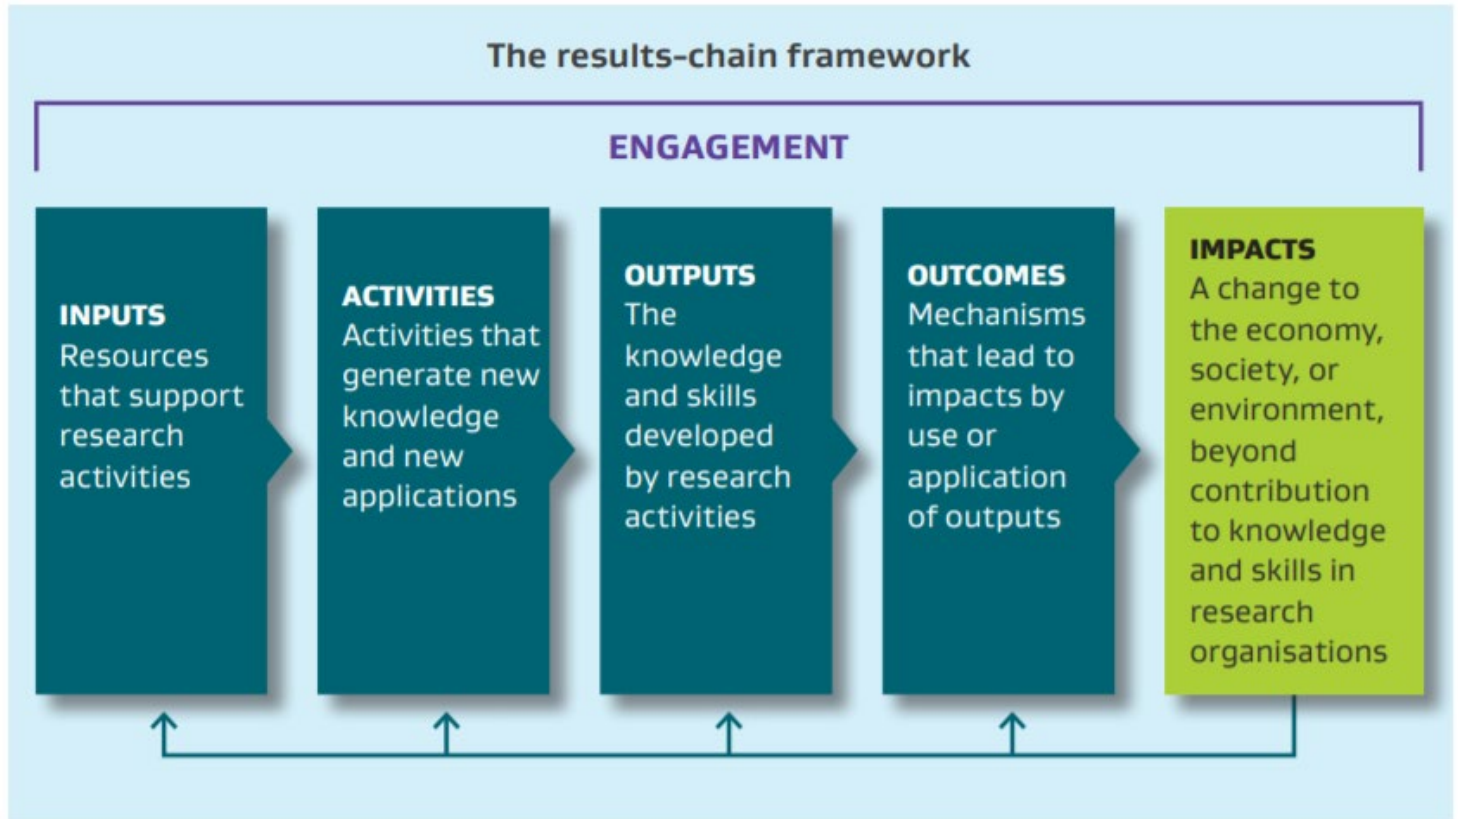 The results-chain framework
ENGAGEMENT
INPUTS
Resources
that support
research
activities
ACTIVITIES
Activities that
generate new
knowledge
and new
applications
OUTPUTS
The
knowledge
and skills
developed
by research
activities
OUTCOMES
Mechanisms
that lead to
impacts by
use or
application
of outputs
IMPACTS
A change to
the economy,
society, or
environment,
beyond
contribution
to knowledge
and skills in
research
organisations